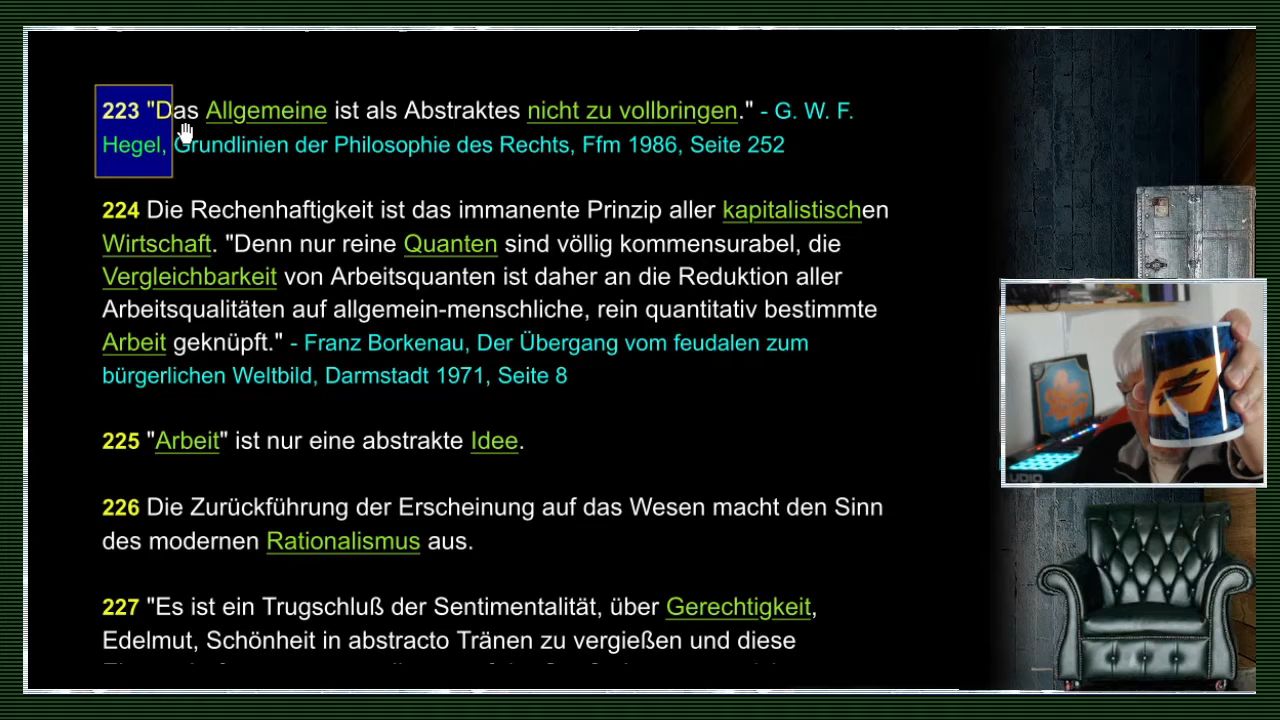 223 "Das Allgemeine ist als Abstraktes nicht zu vollbringen." - G. W. F.
Hegel, Grundlinien der Philosophie des Rechts, Ffm 1986, Seite 252
224 Die Rechenhaftigkeit ist das immanente Prinzip aller kapitalistischen
Wirtschaft. "Denn nur reine Quanten sind völlig kommensurabel, die
Vergleichbarkeit von Arbeitsquanten ist daher an die Reduktion aller
Arbeitsqualitäten auf allgemein-menschliche, rein quantitativ bestimmte
Arbeit geknüpft." - Franz Borkenau, Der Übergang vom feudalen zum
bürgerlichen Weltbild, Darmstadt 1971, Seite 8
225 "Arbeit" ist nur eine abstrakte Idee.
226 Die Zurückführung der Erscheinung auf das Wesen macht den Sinn
des modernen Rationalismus aus.
227 "Es ist ein Trugschluß der Sentimentalität, über Gerechtigkeit,
Edelmut, Schönheit in abstracto Tränen zu vergießen und diese